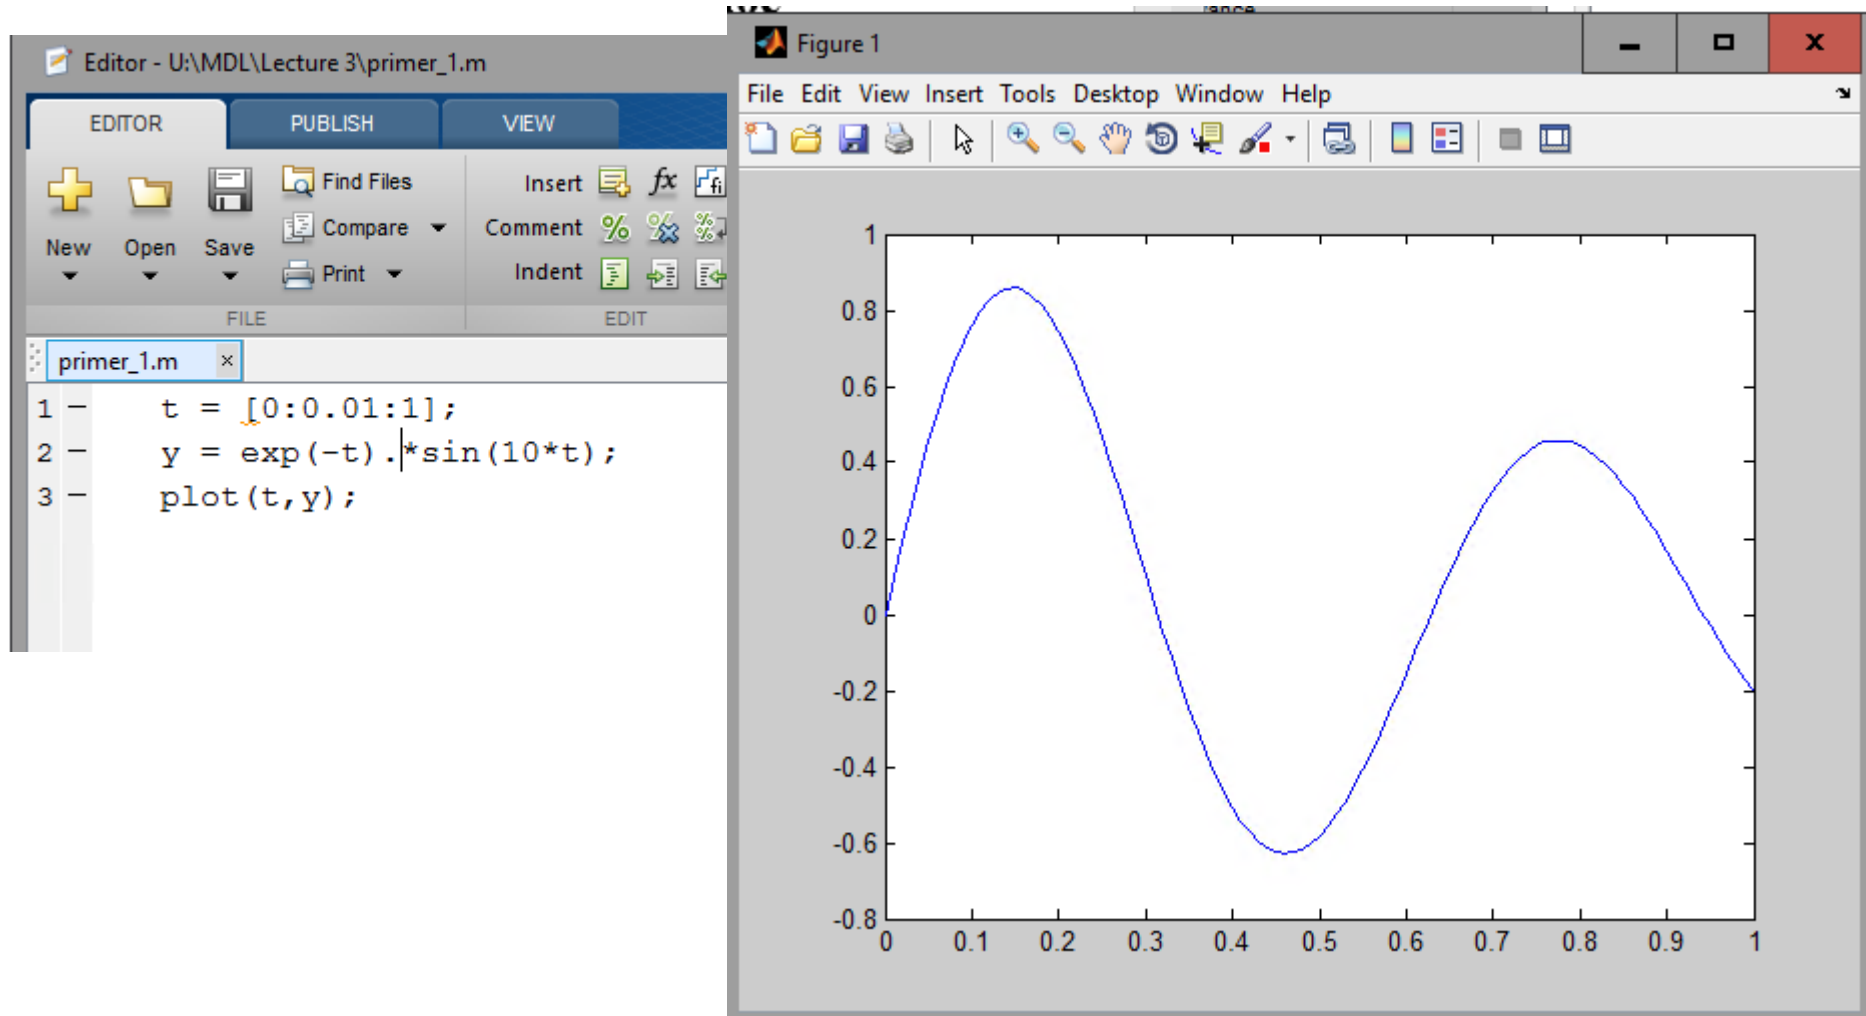 Editor - U:\MDL\Lecture 3\primer_1.m
EDITOR PUBLISH VIEW
New
Open
Save
Find Files
Compare
Print
FILE
Insert fx fi
Comment % % %
Indent
EDIT
primer_1.m ×
1 − t = [0:0.01:1];
2 − y = exp(-t).*sin(10*t);
3 − plot(t,y);
Figure 1
File Edit View Insert Tools Desktop Window Help
1
0.8
0.6
0.4
0.2
0
-0.2
-0.4
-0.6
-0.8
0 0.1 0.2 0.3 0.4 0.5 0.6 0.7 0.8 0.9 1